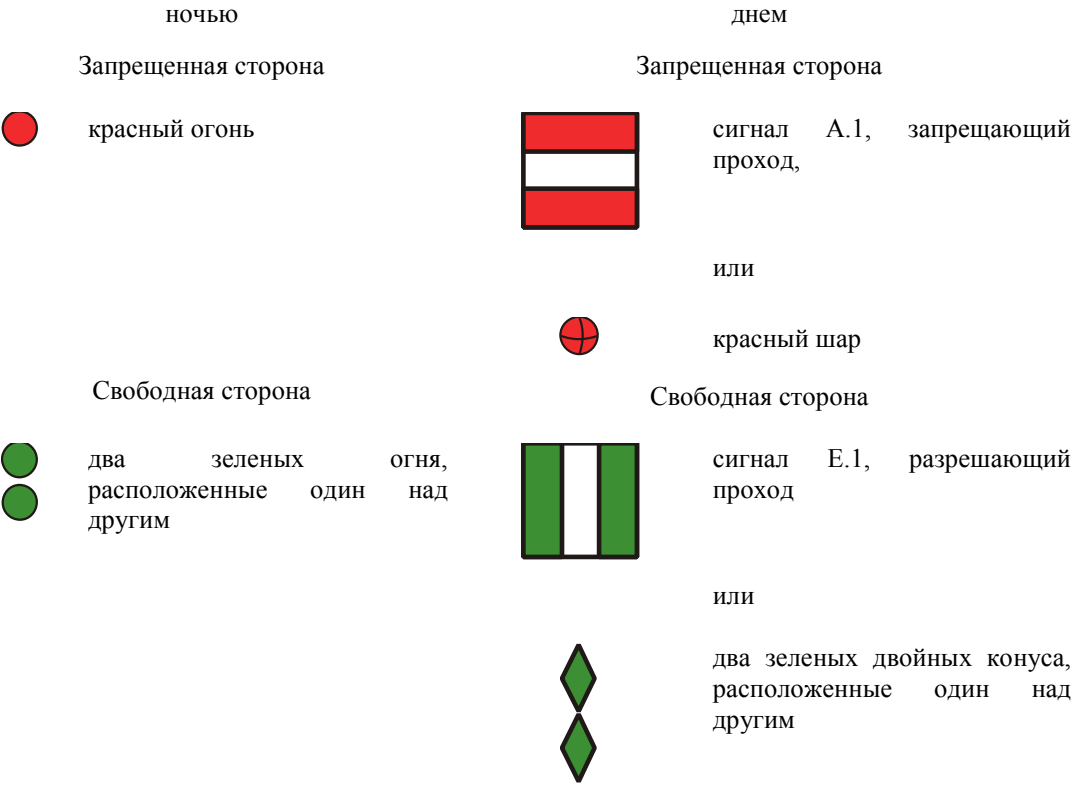 ночью
днем
Запрещенная сторона
Запрещенная сторона
красный огонь
сигнал А.1, запрещающий
проход,
или
красный шар
Свободная сторона
Свободная сторона
два зеленых огня,
расположенные один над
другим
сигнал Е.1, разрешающий
проход
или
два зеленых двойных конуса,
расположенные один над
другим